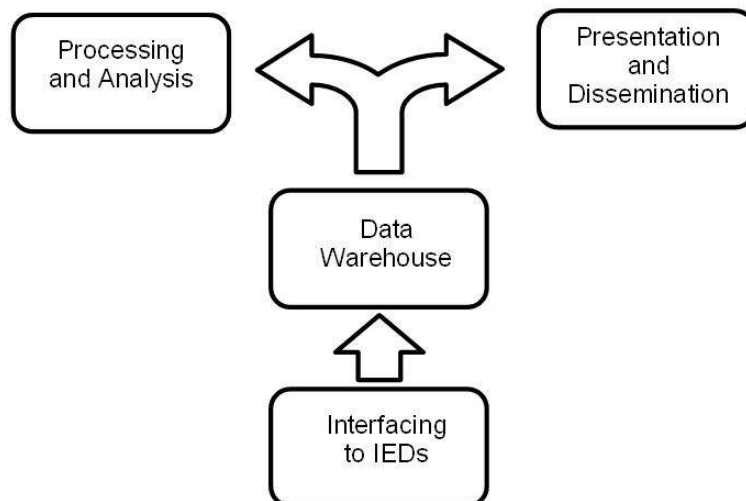 Processing
and Analysis
Presentation
and
Dissemination
Data
Warehouse
Interfacing
to IEDs